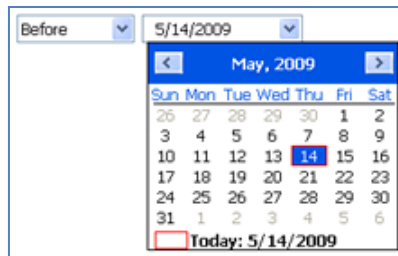 Before 5/14/2009
May, 2009
Sun Mon Tue Wed Thu Fri Sat
26 27 28 29 30 1 2
3 4 5 6 7 8 9
10 11 12 13 14 15 16
17 18 19 20 21 22 23
24 25 26 27 28 29 30
31 1 2 3 4 5 6
Today: 5/14/2009